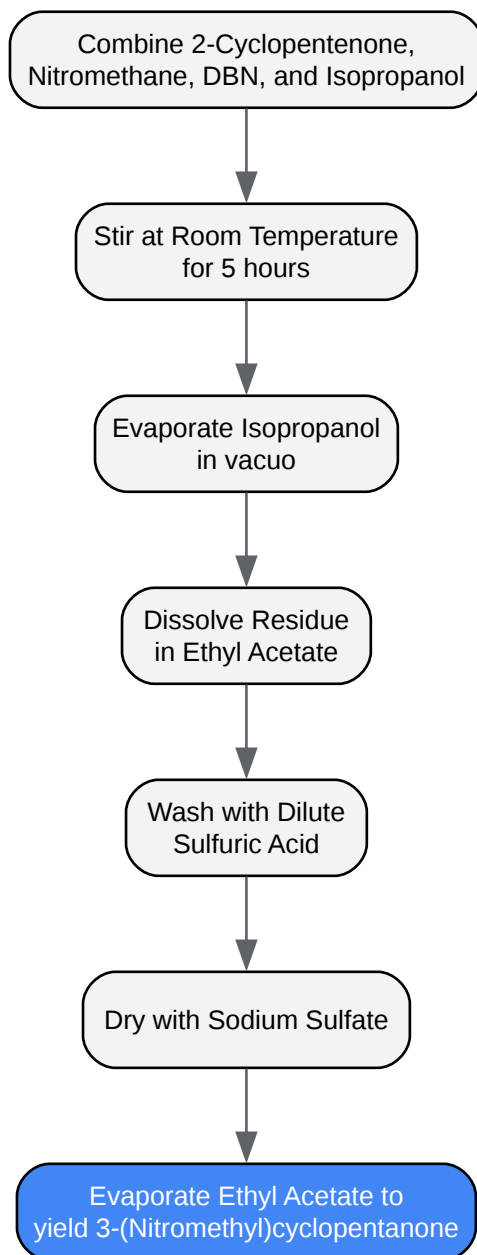 Combine 2-Cyclopentenone,
Nitromethane, DBN, and Isopropanol
Stir at Room Temperature
for 5 hours
Evaporate Isopropanol
in vacuo
Dissolve Residue
in Ethyl Acetate
Wash with Dilute
Sulfuric Acid
Dry with Sodium Sulfate
Evaporate Ethyl Acetate to
yield 3-(Nitromethyl)cyclopentanone